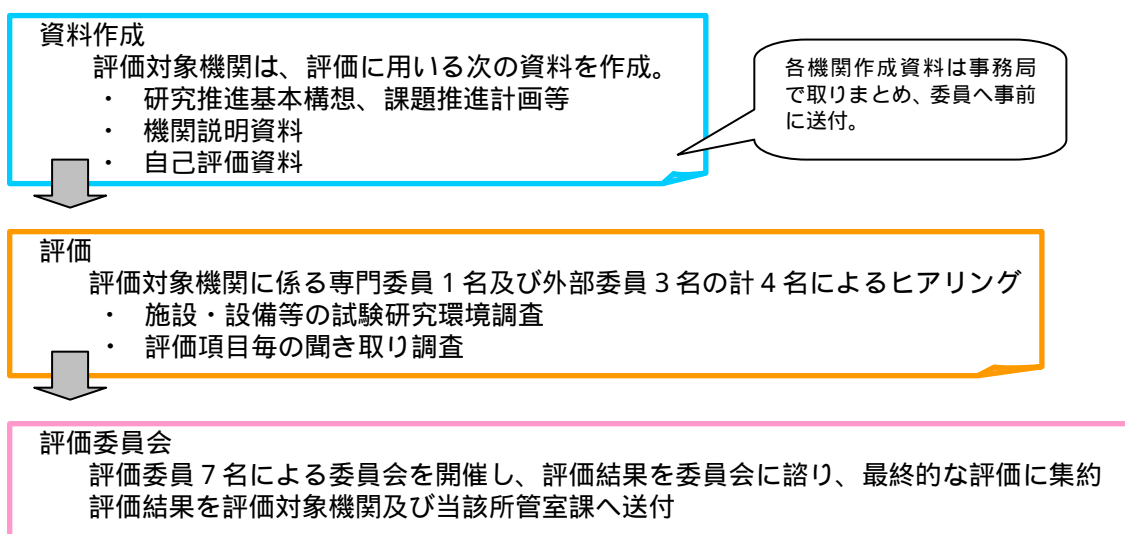 資料作成
評価対象機関は、評価に用いる次の資料を作成。
・ 研究推進基本構想、課題推進計画等
・ 機関説明資料
・ 自己評価資料
各機関作成資料は事務局
で取りまとめ、委員へ事前
に送付。
評価
評価対象機関に係る専門委員1名及び外部委員3名の計4名によるヒアリング
・ 施設・設備等の試験研究環境調査
・ 評価項目毎の聞き取り調査
評価委員会
評価委員7名による委員会を開催し、評価結果を委員会に諮り、最終的な評価に集約
評価結果を評価対象機関及び当該所管室課へ送付